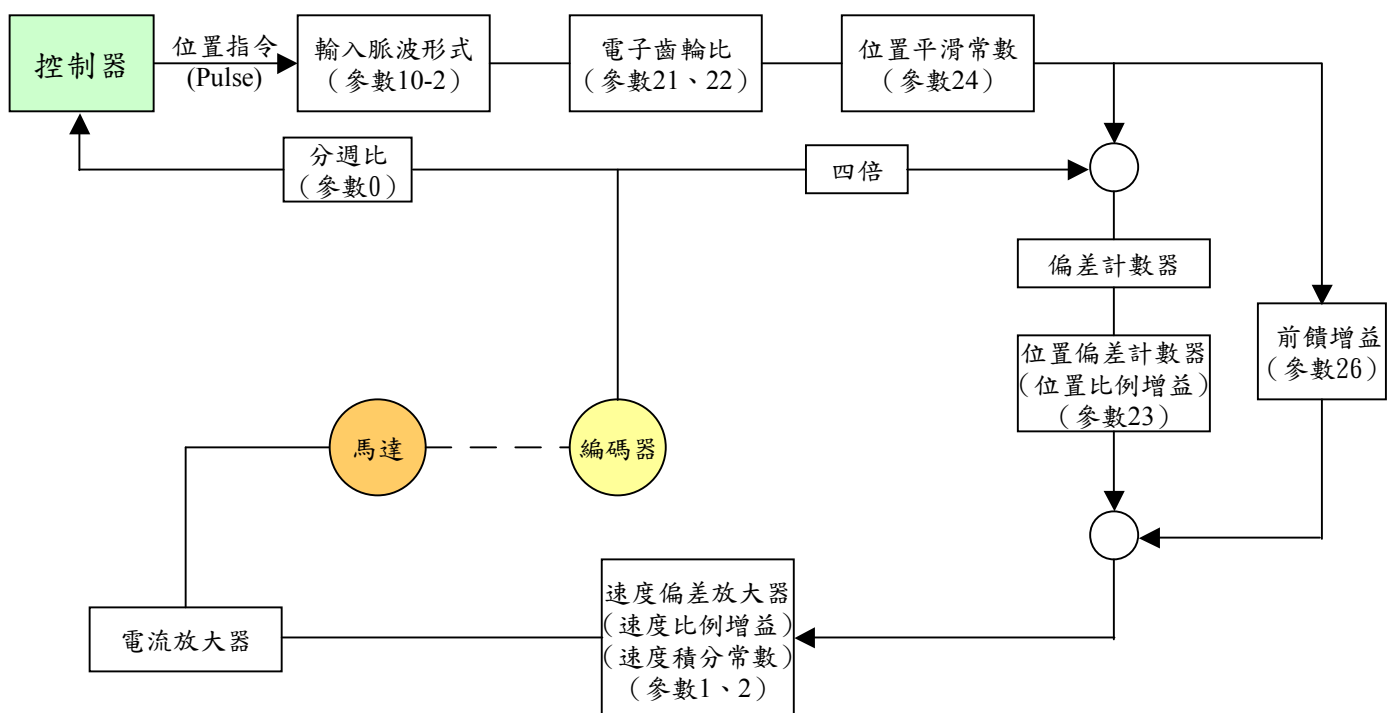 控制器
位置指令
(Pulse)
輸入脈波形式
（參數10-2）
電子齒輪比
（參數21、22）
位置平滑常數
（參數24）
分週比
（參數0）
四倍
偏差計數器
位置偏差計數器
(位置比例增益)
（參數23）
前饋增益
（參數26）
馬達
編碼器
速度偏差放大器
(速度比例增益)
(速度積分常數)
（參數1、2）
電流放大器